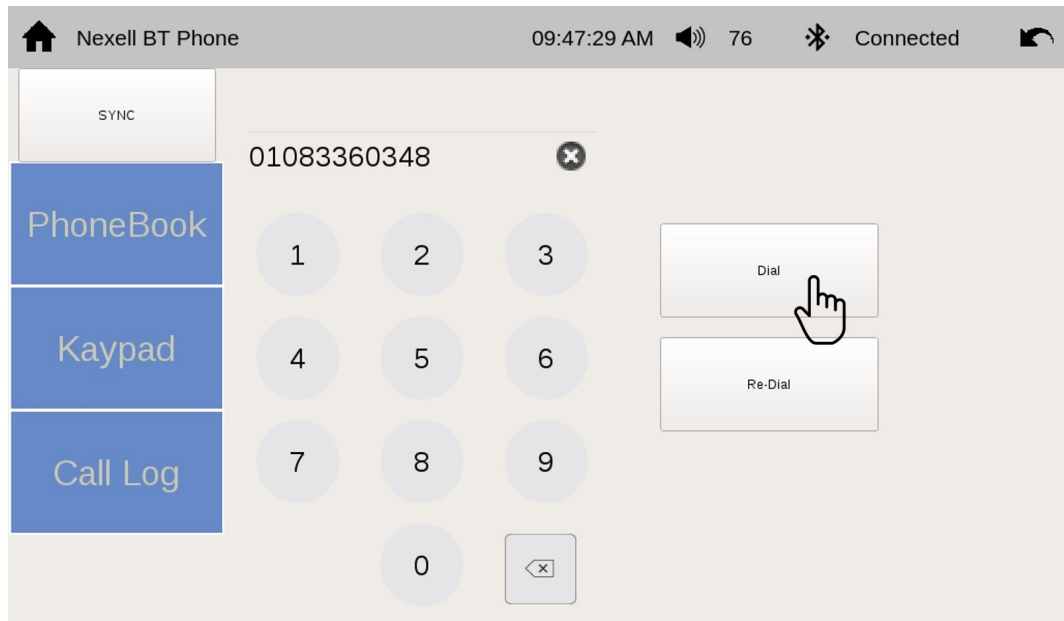 Nexell BT Phone 09:47:29 AM 76 Connected
SYNC
01083360348
PhoneBook
1 2 3
Dial
Kaypad
4 5 6
Re-Dial
Call Log
7 8 9
0